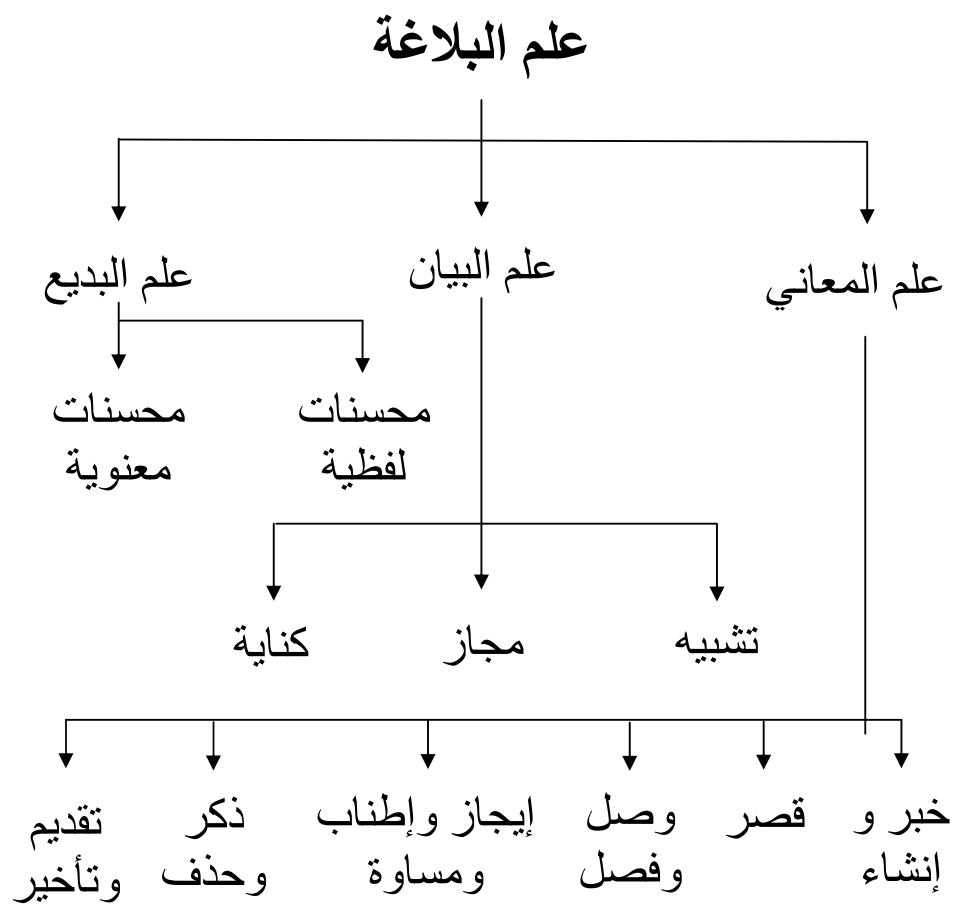 علم البلاغة
علم المعاني
علم البيان
علم البديع
محسنات
لفظية
محسنات
معنوية
تشبيه
مجاز
كناية
خبر و
إنشاء
قصر
وصل
وفصل
إيجاز وإطناب
ومساوة
ذكر
وحذف
تقديم
وتأخير